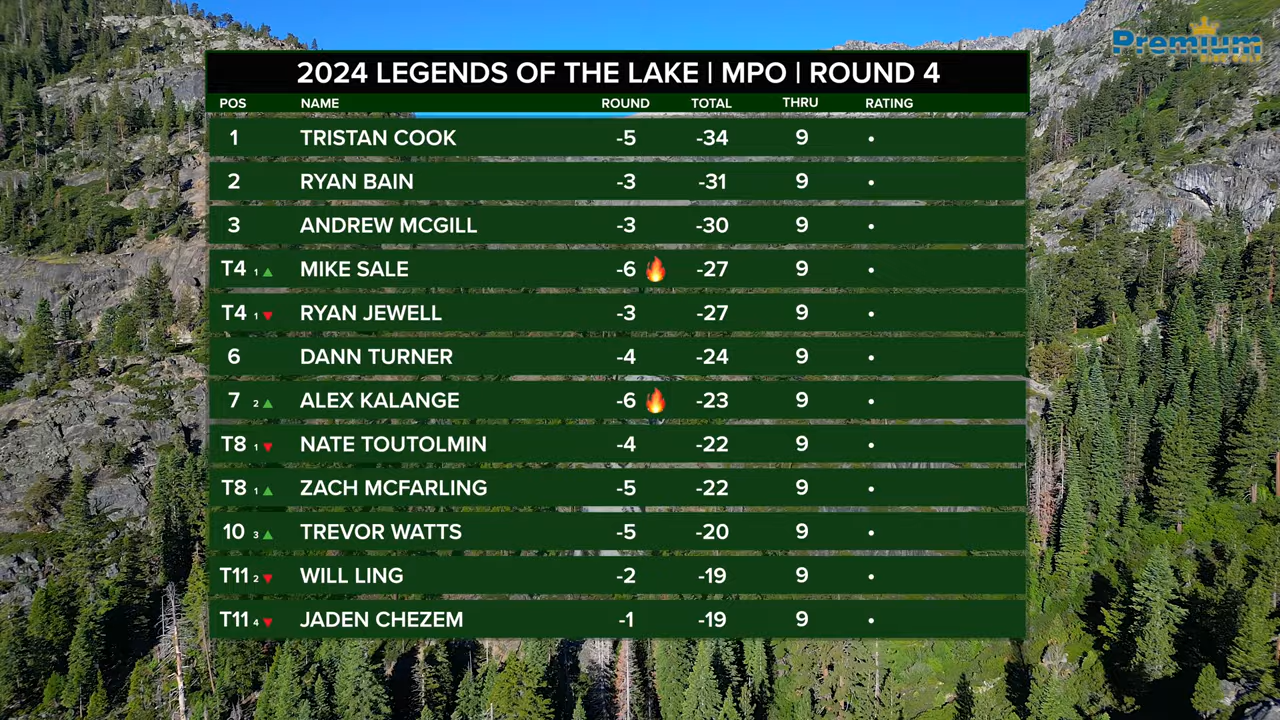 Premium
DISC GOLF
2024 LEGENDS OF THE LAKE | MPO | ROUND 4
POS NAME ROUND TOTAL THRU RATING
1 TRISTAN COOK -5 -34 9 •
2 RYAN BAIN -3 -31 9 •
3 ANDREW MCGILL -3 -30 9 •
T4 1 ▲ MIKE SALE -6 🔥 -27 9 •
T4 1 ▼ RYAN JEWELL -3 -27 9 •
6 DANN TURNER -4 -24 9 •
7 2 ▲ ALEX KALANGE -6 🔥 -23 9 •
T8 1 ▼ NATE TOUTOLMIN -4 -22 9 •
T8 1 ▲ ZACH MCFARLING -5 -22 9 •
10 3 ▲ TREVOR WATTS -5 -20 9 •
T11 2 ▼ WILL LING -2 -19 9 •
T11 4 ▼ JADEN CHEZEM -1 -19 9 •